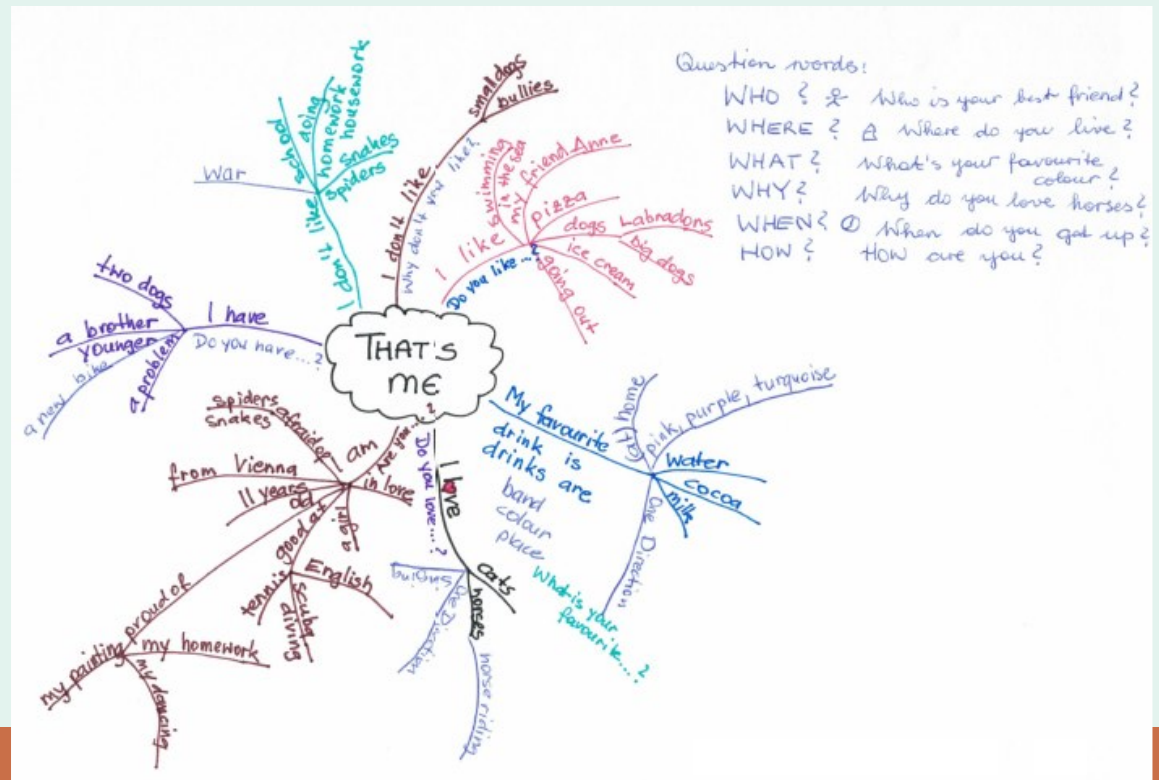 THAT'S
ME
I don't like
school
doing
homework
housework
snakes
spiders
War
I don't like
Why don't you like?
small dogs
bullies
I like
Do you like...?
swimming
in the sea
my friend Anne
pizza
dogs
Labradors
big dogs
ice cream
going out
Question words:
WHO? Who is your best friend?
WHERE? Where do you live?
WHAT? What's your favourite
colour?
WHY? Why do you love horses?
WHEN? When do you get up?
HOW? HOW are you?
I have
Do you have...?
two dogs
a brother
younger
a new bike
a problem
I am
Are you...?
afraid of
spiders
snakes
from Vienna
11 years
old
in love
a girl
good at
English
tennis
scuba
diving
proud of
my painting
my homework
my dancing
I love
Do you love...?
cats
horses
horse riding
singing
One Direction
My favourite
drink is
drinks are
band
colour
place
What is your
favourite...?
(at) home
pink, purple, turquoise
water
cocoa
milk
One Direction